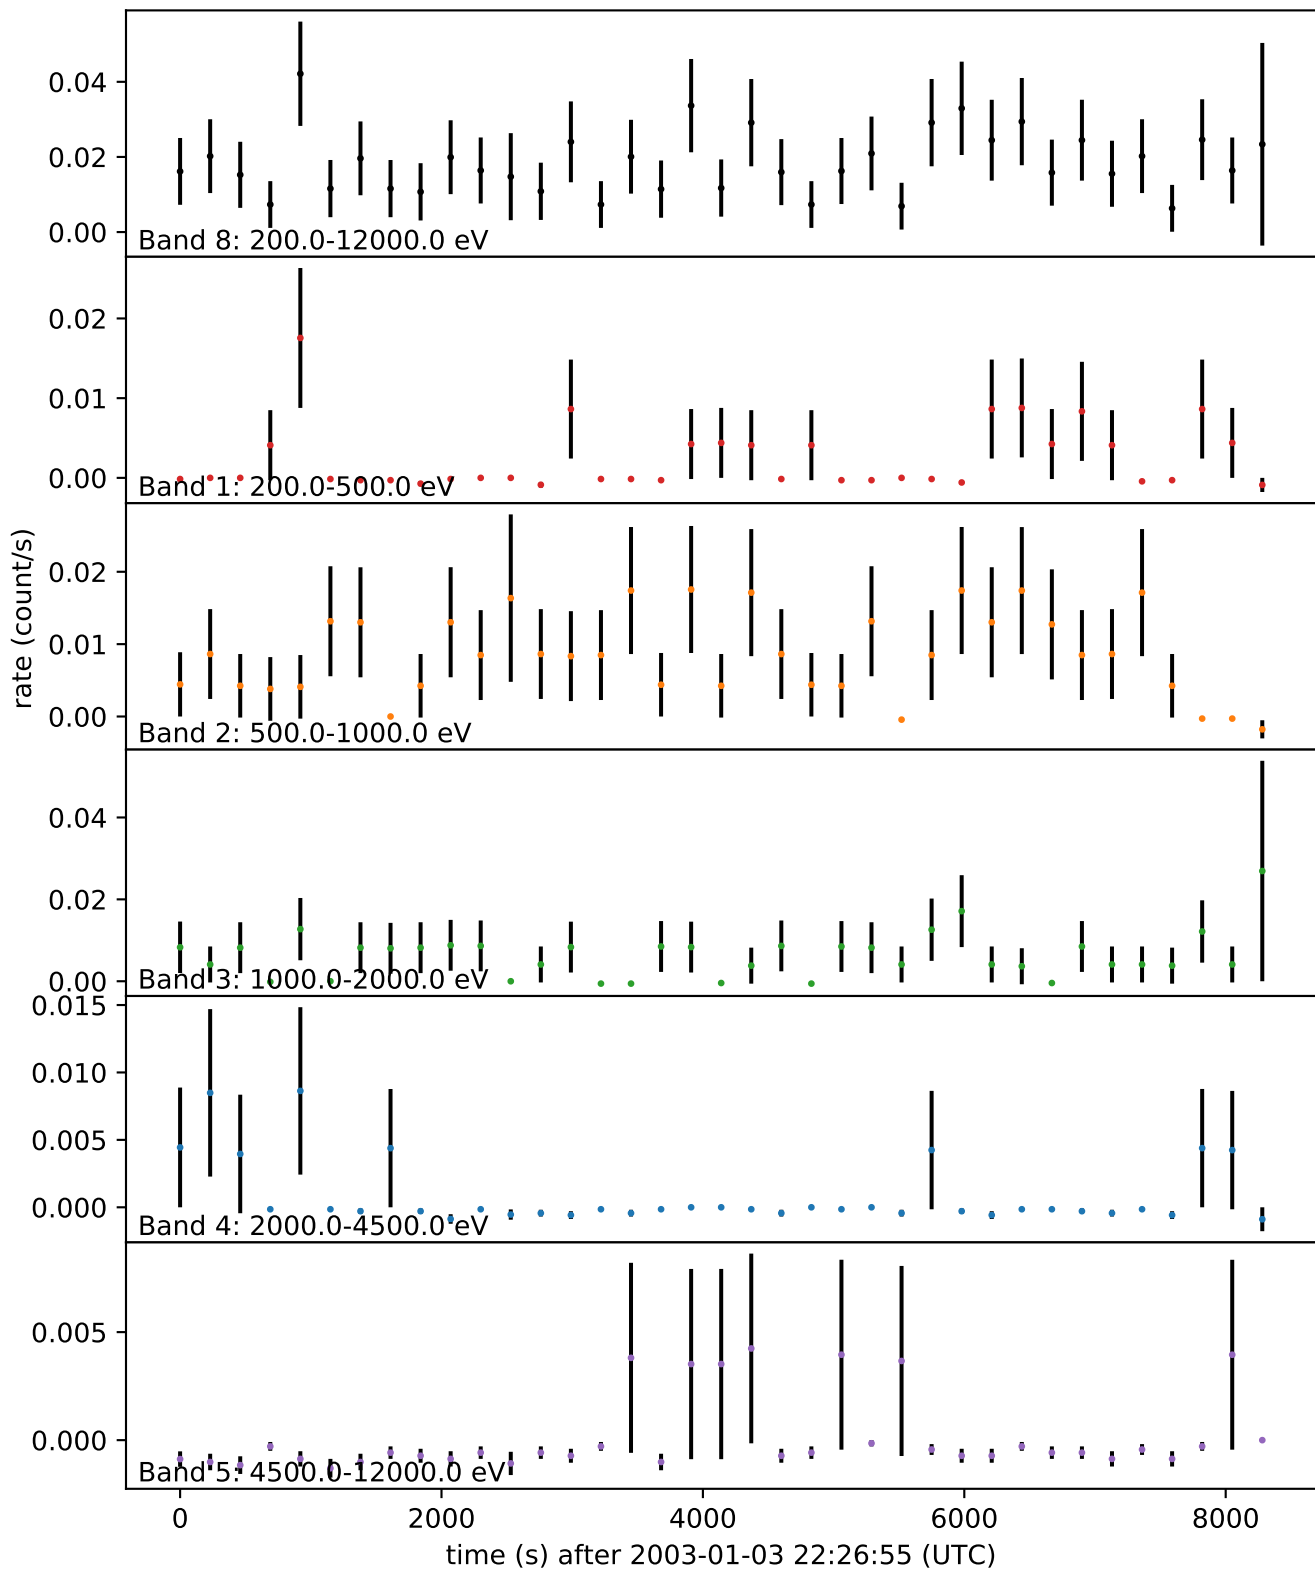 0.04
0.02
0.00
Band 8: 200.0-12000.0 eV
0.02
0.01
0.00
Band 1: 200.0-500.0 eV
rate (count/s)
0.02
0.01
0.00
Band 2: 500.0-1000.0 eV
0.04
0.02
0.00
Band 3: 1000.0-2000.0 eV
0.015
0.010
0.005
0.000
Band 4: 2000.0-4500.0 eV
0.005
0.000
Band 5: 4500.0-12000.0 eV
0 2000 4000 6000 8000
time (s) after 2003-01-03 22:26:55 (UTC)